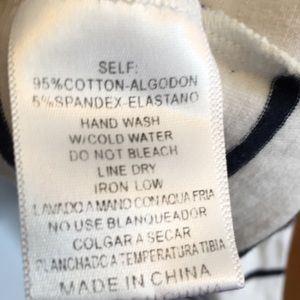 SELF:
95%COTTON-ALGODON
5%SPANDEX-ELASTANO
HAND WASH
W/COLD WATER
DO NOT BLEACH
LINE DRY
IRON LOW
LAVADO A MANO CON AQUA FRIA
NO USE BLANQUEADOR
COLGAR A SECAR
PLANCHADO A TEMPERATURA TIBIA
MADE IN CHINA